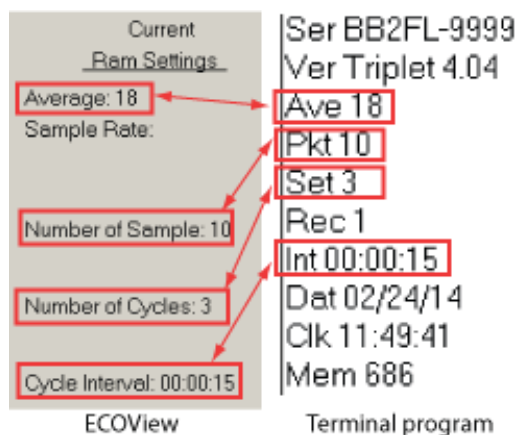 Current
Ram Settings
Average: 18
Sample Rate:
Number of Sample: 10
Number of Cycles: 3
Cycle Interval: 00:00:15
ECOView
Ser BB2FL-9999
Ver Triplet 4.04
Ave 18
Pkt 10
Set 3
Rec 1
Int 00:00:15
Dat 02/24/14
Clk 11:49:41
Mem 686
Terminal program